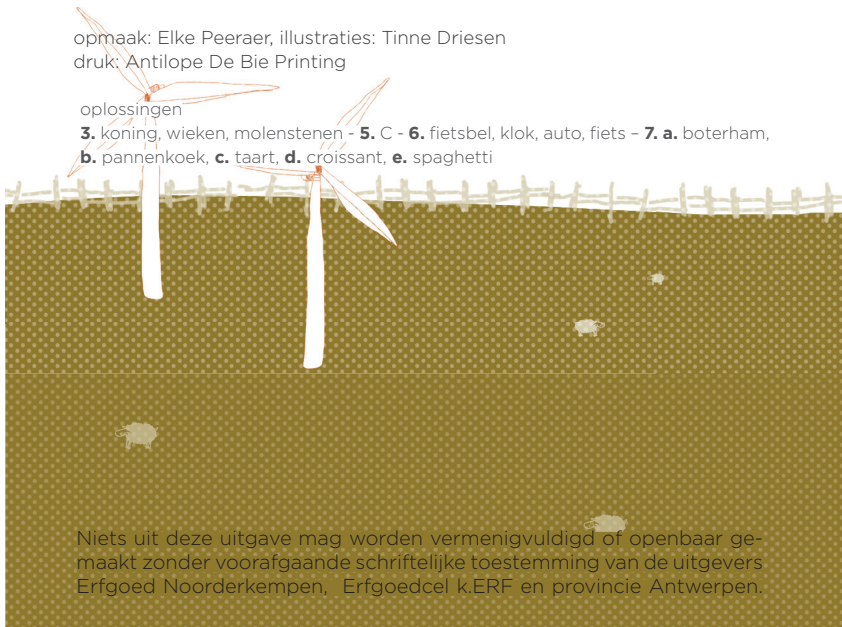 opmaak: Elke Peeraer, illustraties: Tinne Driesen
druk: Antilope De Bie Printing
oplossingen
3. koning, wieken, molenstenen - 5. C - 6. fietsbel, klok, auto, fiets – 7. a. boterham,
b. pannenkoek, c. taart, d. croissant, e. spaghetti
Niets uit deze uitgave mag worden vermenigvuldigd of openbaar ge-
maakt zonder voorafgaande schriftelijke toestemming van de uitgevers
Erfgoed Noorderkempen, Erfgoedcel k.ERF en provincie Antwerpen.